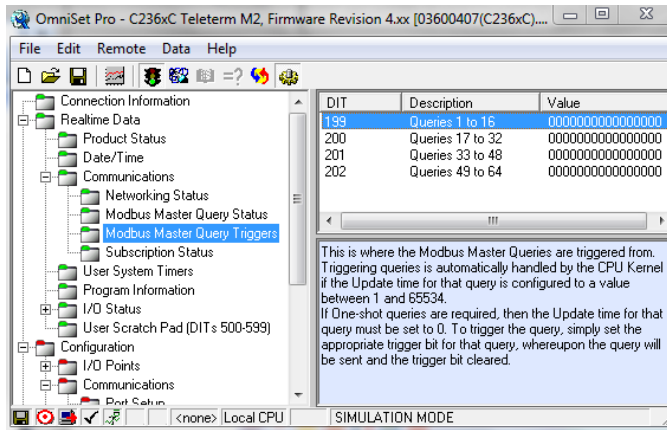 OmniSet Pro - C236xC Teleterm M2, Firmware Revision 4.xx [03600407(C236xC)....
File Edit Remote Data Help
Connection Information
Realtime Data
Product Status
Date/Time
Communications
Networking Status
Modbus Master Query Status
Modbus Master Query Triggers
Subscription Status
User System Timers
Program Information
I/O Status
User Scratch Pad (DITs 500-599)
Configuration
I/O Points
Communications
Port Setup
DIT Description Value
199 Queries 1 to 16 0000000000000000
200 Queries 17 to 32 0000000000000000
201 Queries 33 to 48 0000000000000000
202 Queries 49 to 64 0000000000000000
This is where the Modbus Master Queries are triggered from.
Triggering queries is automatically handled by the CPU Kernel
if the Update time for that query is configured to a value
between 1 and 65534.
If One-shot queries are required, then the Update time for that
query must be set to 0. To trigger the query, simply set the
appropriate trigger bit for that query, whereupon the query will
be sent and the trigger bit cleared.
<none> Local CPU SIMULATION MODE